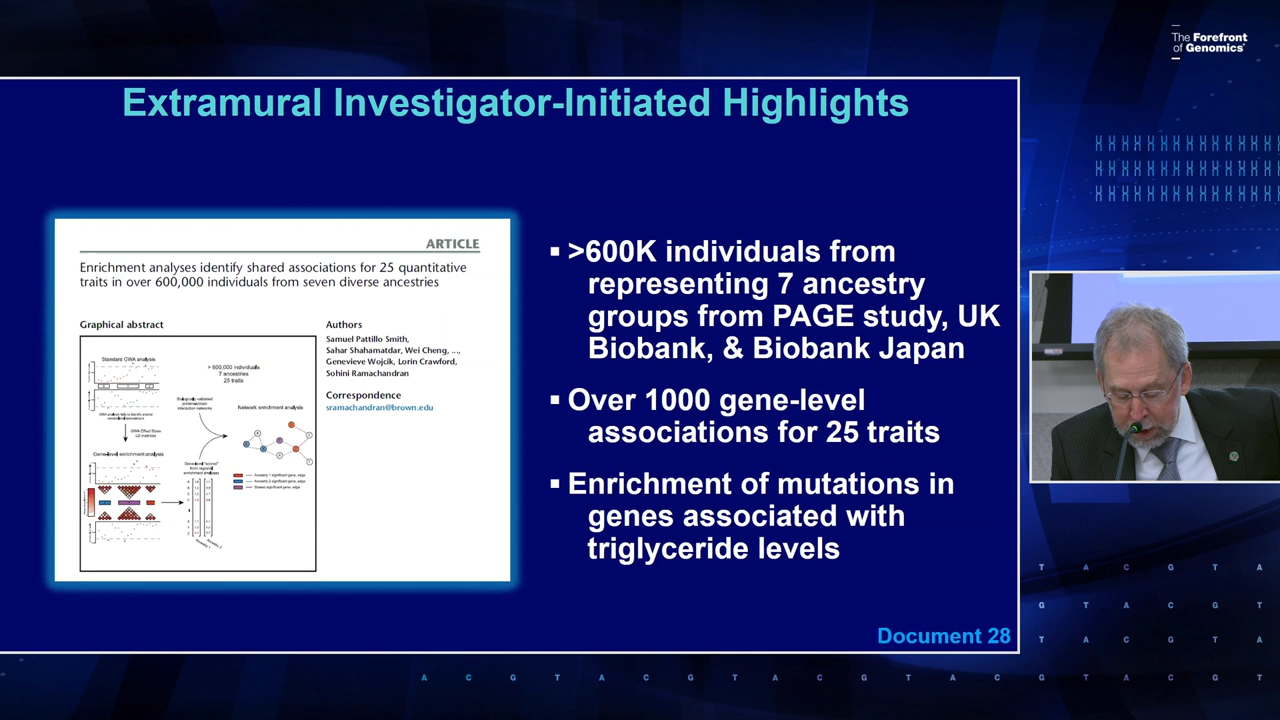 The Forefront
of Genomics®
Extramural Investigator-Initiated Highlights
ARTICLE
Enrichment analyses identify shared associations for 25 quantitative
traits in over 600,000 individuals from seven diverse ancestries
Graphical abstract
Standard GWA analysis
> 600,000 individuals
7 ancestries
25 traits
Network enrichment analysis
GWA Effect Sizes
LD matrices
Gene-level enrichment analysis
Gene-level "scores"
from regional
enrichment analyses
Ancestry 1 significant gene, edge
Ancestry 2 significant gene, edge
Shared significant gene, edge
Ancestry 1
Ancestry 2
Authors
Samuel Pattillo Smith,
Sahar Shahamatdar, Wei Cheng, ...,
Genevieve Wojcik, Lorin Crawford,
Sohini Ramachandran
Correspondence
sramachandran@brown.edu
▪ >600K individuals from
representing 7 ancestry
groups from PAGE study, UK
Biobank, & Biobank Japan
▪ Over 1000 gene-level
associations for 25 traits
▪ Enrichment of mutations in
genes associated with
triglyceride levels
Document 28
T A C G T A
G T A C G T
T A C G T A
A C G T A C G T A C G T A C G T A C G T